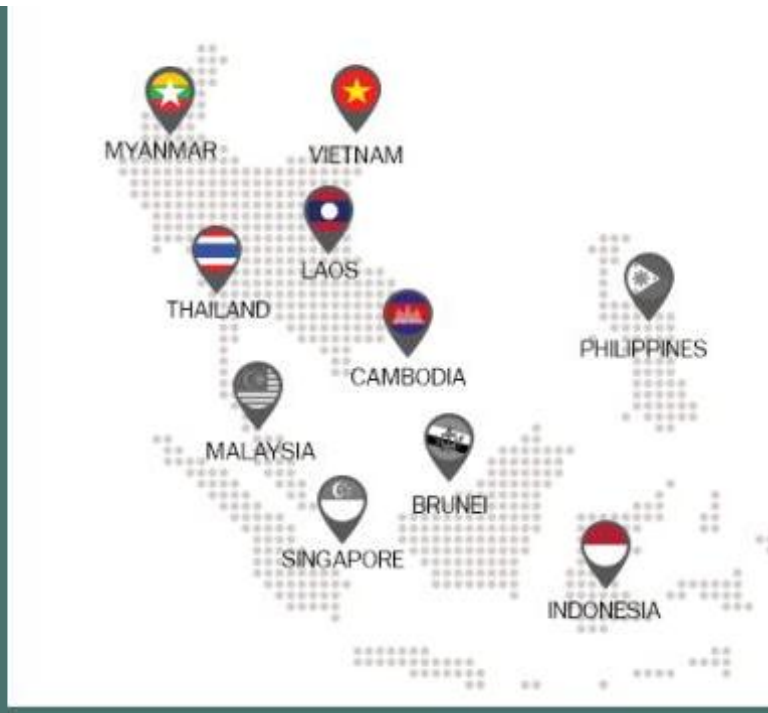 MYANMAR
VIETNAM
LAOS
THAILAND
PHILIPPINES
CAMBODIA
MALAYSIA
BRUNEI
SINGAPORE
INDONESIA